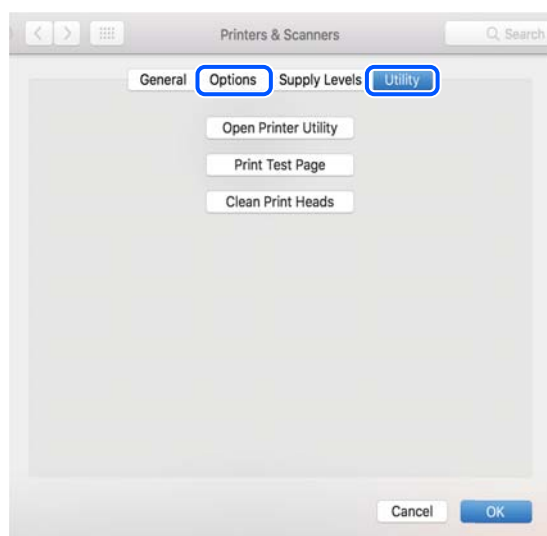 Printers & Scanners
Search
General Options Supply Levels Utility
Open Printer Utility
Print Test Page
Clean Print Heads
Cancel OK